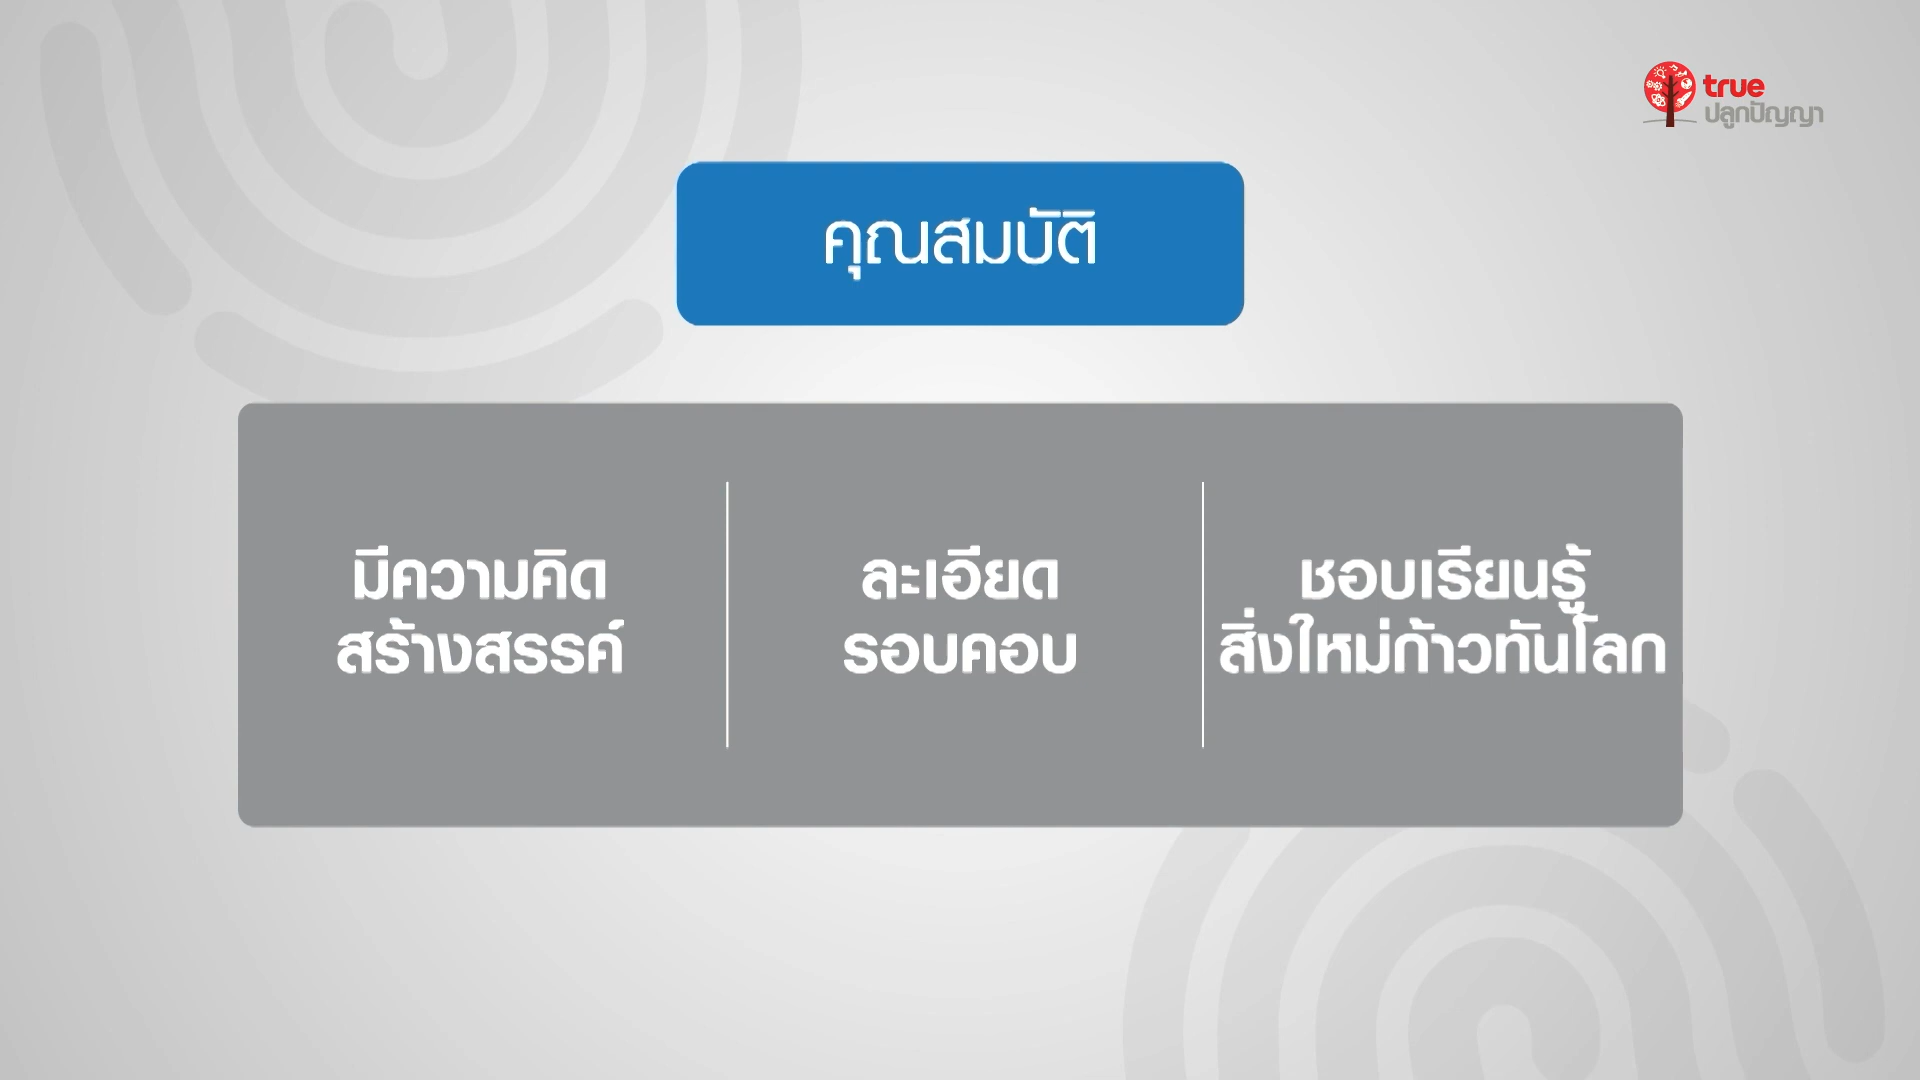 true
ปลูกปัญญา
คุณสมบัติ
มีความคิด
สร้างสรรค์
ละเอียด
รอบคอบ
ชอบเรียนรู้
สิ่งใหม่ก้าวทันโลก